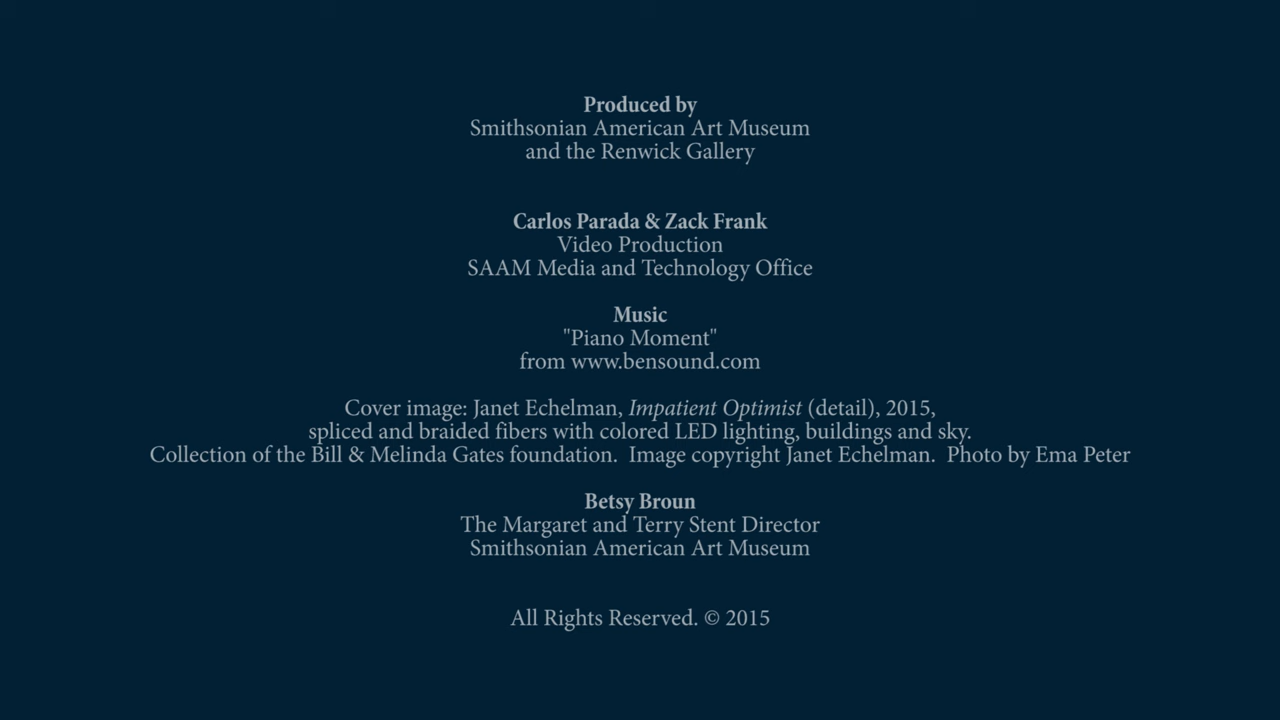 Produced by
Smithsonian American Art Museum
and the Renwick Gallery
Carlos Parada & Zack Frank
Video Production
SAAM Media and Technology Office
Music
"Piano Moment"
from www.bensound.com
Cover image: Janet Echelman, Impatient Optimist (detail), 2015,
spliced and braided fibers with colored LED lighting, buildings and sky.
Collection of the Bill & Melinda Gates foundation.  Image copyright Janet Echelman.  Photo by Ema Peter
Betsy Broun
The Margaret and Terry Stent Director
Smithsonian American Art Museum
All Rights Reserved. © 2015